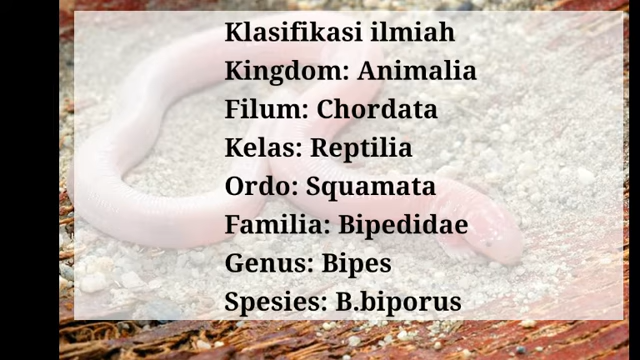 Klasifikasi ilmiah
Kingdom: Animalia
Filum: Chordata
Kelas: Reptilia
Ordo: Squamata
Familia: Bipedidae
Genus: Bipes
Spesies: B.biporus